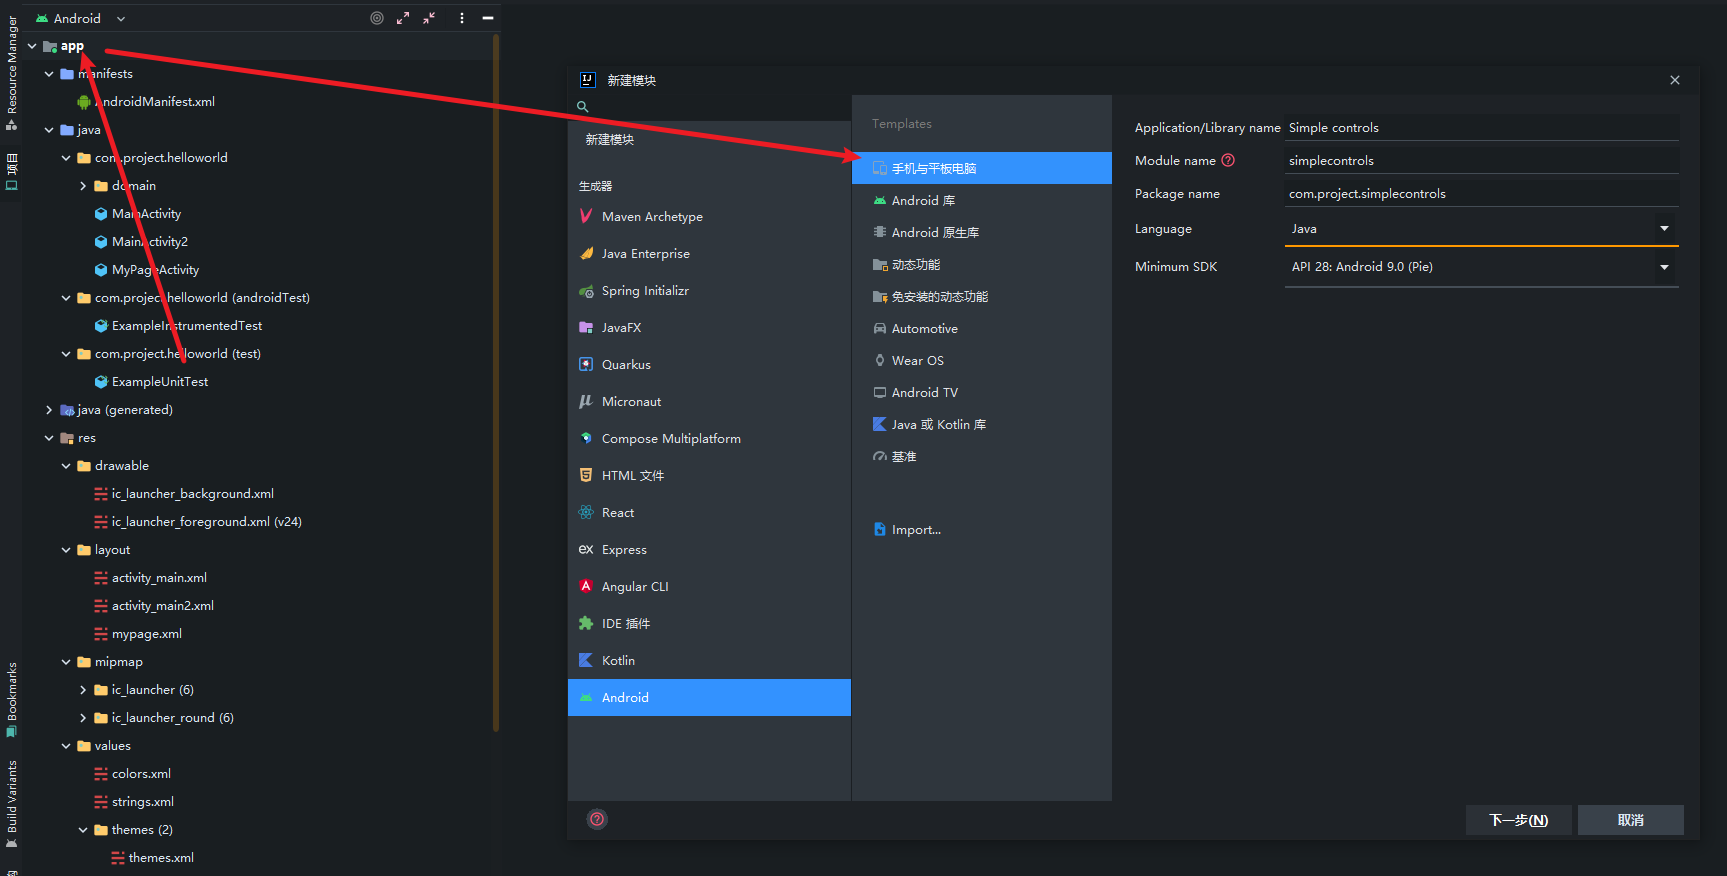 Resource Manager
项目
Bookmarks
Build Variants
Android
app
manifests
AndroidManifest.xml
java
com.project.helloworld
domain
MainActivity
MainActivity2
MyPageActivity
com.project.helloworld (androidTest)
ExampleInstrumentedTest
com.project.helloworld (test)
ExampleUnitTest
java (generated)
res
drawable
ic_launcher_background.xml
ic_launcher_foreground.xml (v24)
layout
activity_main.xml
activity_main2.xml
mypage.xml
mipmap
ic_launcher (6)
ic_launcher_round (6)
values
colors.xml
strings.xml
themes (2)
themes.xml
新建模块
新建模块
生成器
Maven Archetype
Java Enterprise
Spring Initializr
JavaFX
Quarkus
Micronaut
Compose Multiplatform
HTML 文件
React
Express
Angular CLI
IDE 插件
Kotlin
Android
Templates
手机与平板电脑
Android 库
Android 原生库
动态功能
免安装的动态功能
Automotive
Wear OS
Android TV
Java 或 Kotlin 库
基准
Import...
Application/Library name Simple controls
Module name simplecontrols
Package name com.project.simplecontrols
Language Java
Minimum SDK API 28: Android 9.0 (Pie)
下一步(N) 取消